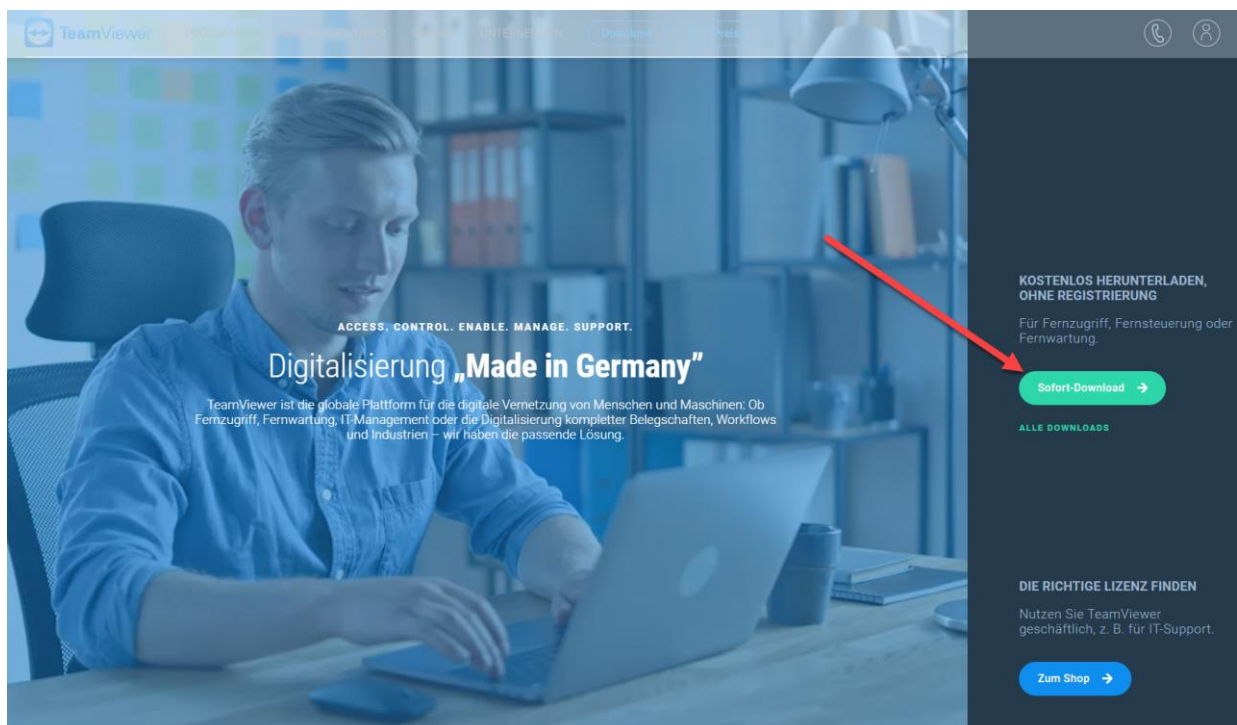 TeamViewer
UNTERNEHMEN
Download
Preis
ACCESS. CONTROL. ENABLE. MANAGE. SUPPORT.
Digitalisierung „Made in Germany”
TeamViewer ist die globale Plattform für die digitale Vernetzung von Menschen und Maschinen: Ob
Fernzugriff, Fernwartung, IT-Management oder die Digitalisierung kompletter Belegschaften, Workflows
und Industrien – wir haben die passende Lösung.
KOSTENLOS HERUNTERLADEN,
OHNE REGISTRIERUNG
Für Fernzugriff, Fernsteuerung oder
Fernwartung.
Sofort-Download
ALLE DOWNLOADS
DIE RICHTIGE LIZENZ FINDEN
Nutzen Sie TeamViewer
geschäftlich, z. B. für IT-Support.
Zum Shop